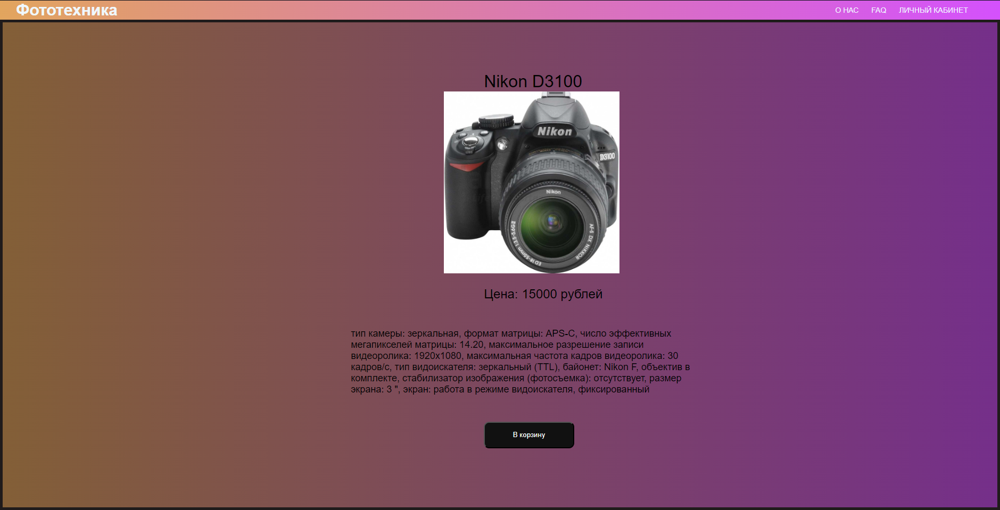 Фототехника
О НАС FAQ ЛИЧНЫЙ КАБИНЕТ
Nikon D3100
Nikon
D3100
Nikon
AF-S DX NIKKOR
ED 18-55mm 1:3.5-5.6G II
Цена: 15000 рублей
тип камеры: зеркальная, формат матрицы: APS-C, число эффективных
мегапикселей матрицы: 14.20, максимальное разрешение записи
видеоролика: 1920x1080, максимальная частота кадров видеоролика: 30
кадров/с, тип видоискателя: зеркальный (TTL), байонет: Nikon F, объектив в
комплекте, стабилизатор изображения (фотосъемка): отсутствует, размер
экрана: 3 ", экран: работа в режиме видоискателя, фиксированный
В корзину